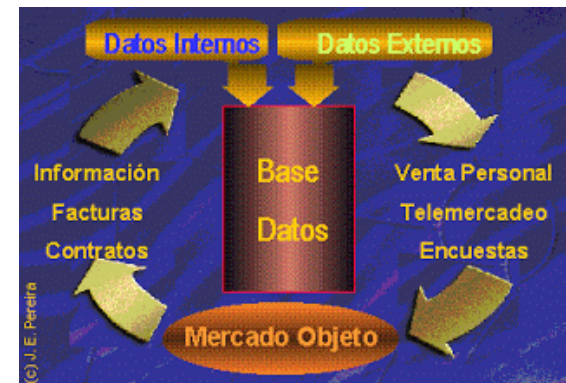 Datos Internos
Datos Externos
Información
Facturas
Contratos
Base
Datos
Venta Personal
Telemercadeo
Encuestas
Mercado Objeto
(c) J. E. Pereira